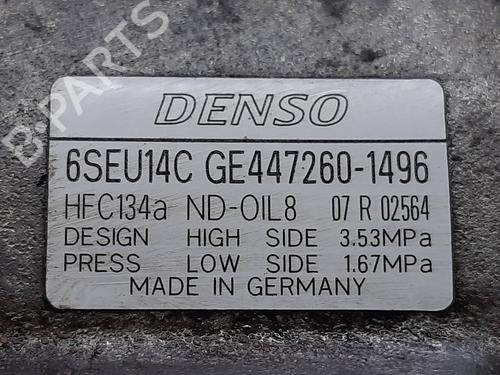 B-PARTS
DENSO
6SEU14C GE447260-1496
HFC134a ND-OIL8 07 R 02564
DESIGN HIGH SIDE 3.53MPa
PRESS LOW SIDE 1.67MPa
MADE IN GERMANY